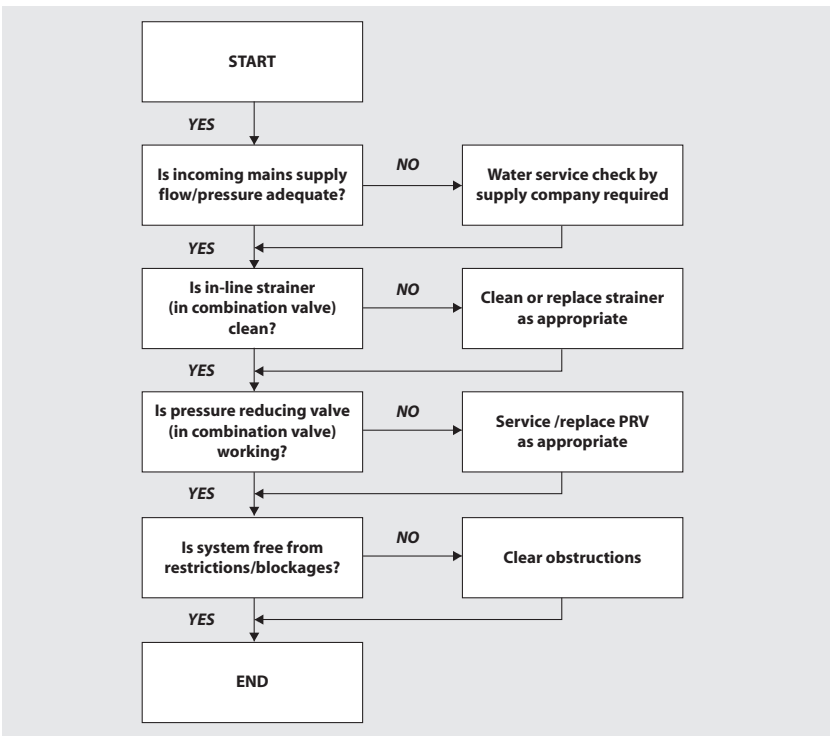 START
YES
Is incoming mains supply
flow/pressure adequate?
NO
Water service check by
supply company required
YES
Is in-line strainer
(in combination valve)
clean?
NO
Clean or replace strainer
as appropriate
YES
Is pressure reducing valve
(in combination valve)
working?
NO
Service /replace PRV
as appropriate
YES
Is system free from
restrictions/blockages?
NO
Clear obstructions
YES
END